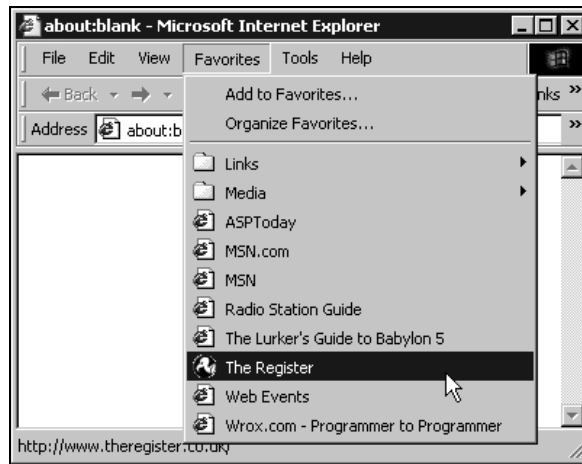 about:blank - Microsoft Internet Explorer
File Edit View Favorites Tools Help
Back nks »
Address about:b »
Add to Favorites...
Organize Favorites...
Links
Media
ASPToday
MSN.com
MSN
Radio Station Guide
The Lurker's Guide to Babylon 5
The Register
Web Events
Wrox.com - Programmer to Programmer
http://www.theregister.co.uk/